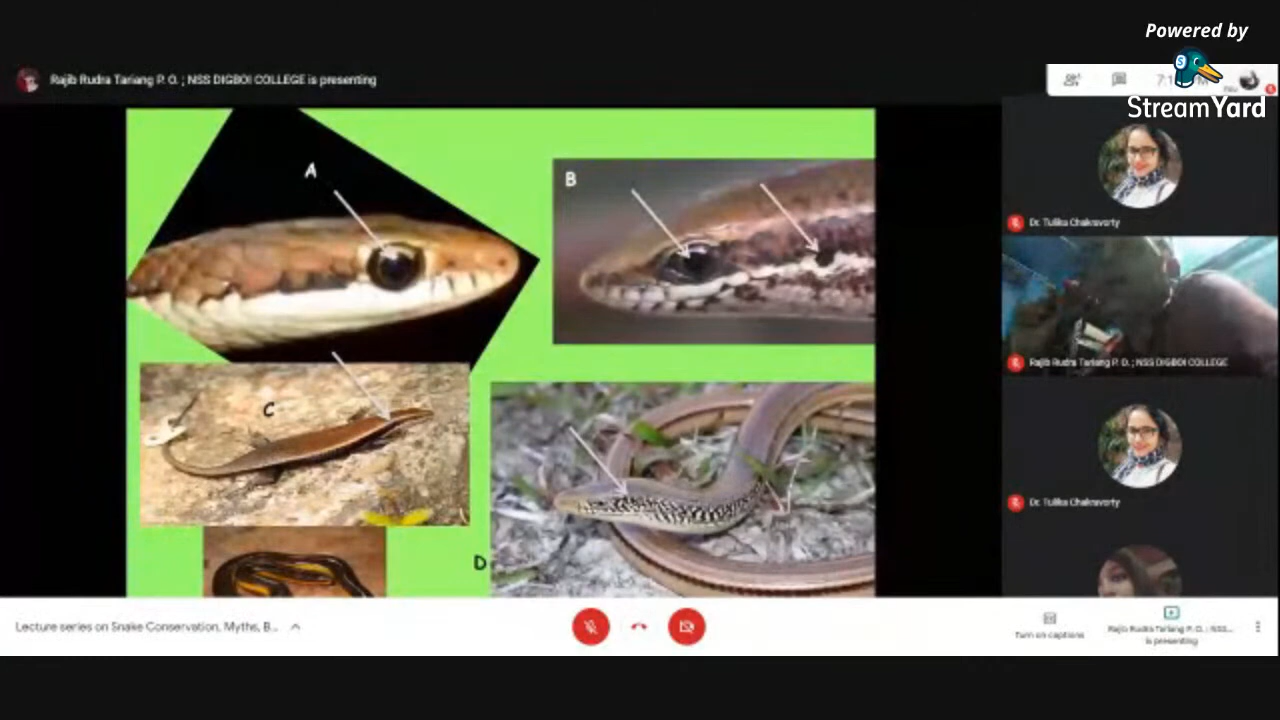 Powered by
StreamYard
Rajib Rudra Tariang P. O. ; NSS DIGBOI COLLEGE is presenting
A
B
C
D
Dr. Tulika Chakravorty
Rajib Rudra Tariang P. O. ; NSS DIGBOI COLLEGE
Dr. Tulika Chakravorty
Lecture series on Snake Conservation, Myths, B...
Turn on captions
Rajib Rudra Tariang P. O. ; NSS...
is presenting